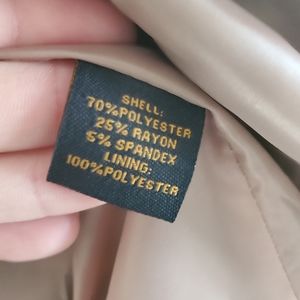 SHELL:
70%POLYESTER
25% RAYON
5% SPANDEX
LINING:
100%POLYESTER